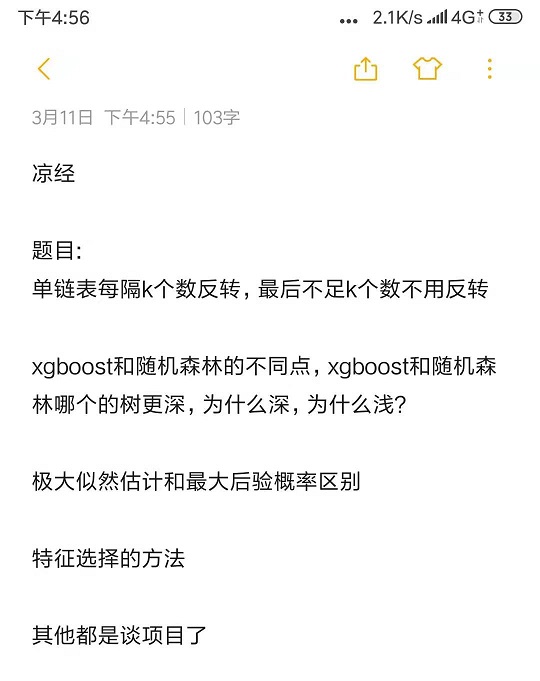 下午4:56
... 2.1K/s 4G+ 33
3月11日 下午4:55 | 103字
凉经
题目:
单链表每隔k个数反转，最后不足k个数不用反转
xgboost和随机森林的不同点，xgboost和随机森
林哪个的树更深，为什么深，为什么浅？
极大似然估计和最大后验概率区别
特征选择的方法
其他都是谈项目了